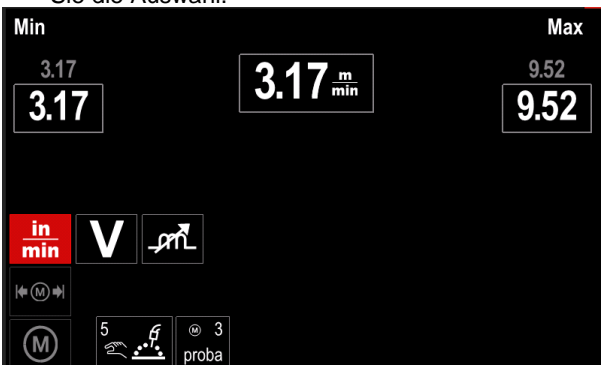 Sie die Auswahl.
Min Max
3.17 9.52
3.17 3.17 m/min 9.52
in/min V
M
M 5 M 3
proba